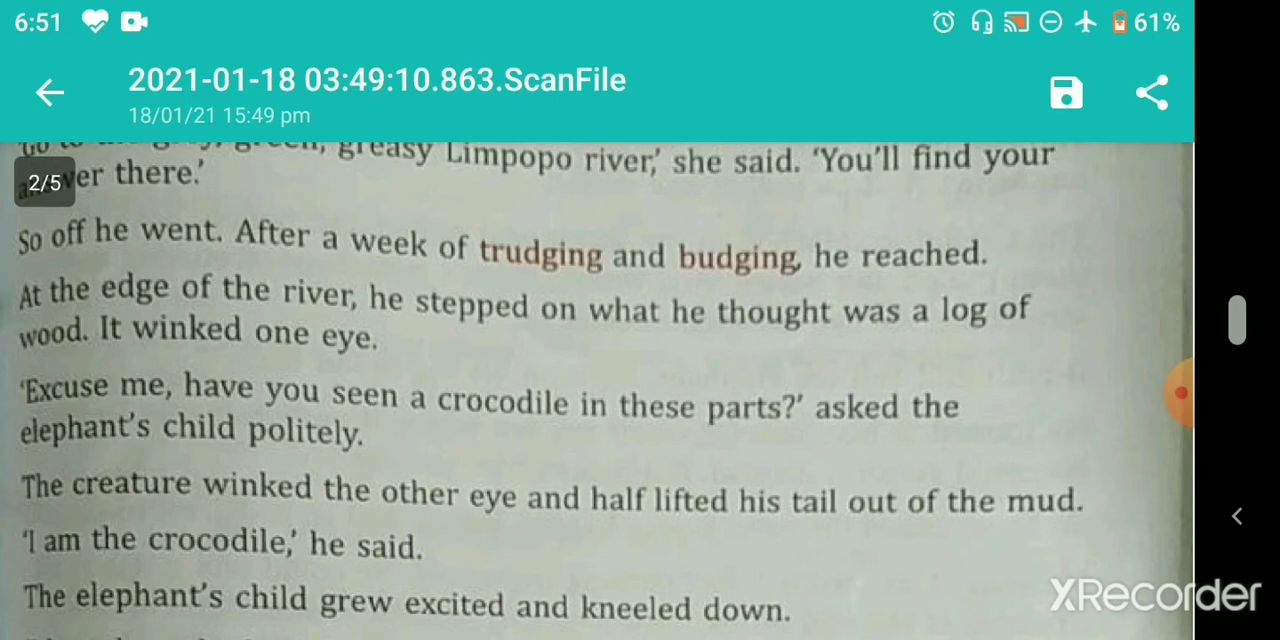 6:51
61%
2021-01-18 03:49:10.863.ScanFile
18/01/21 15:49 pm
greasy Limpopo river,' she said. 'You'll find your
2/5
there.'
So off he went. After a week of trudging and budging, he reached.
At the edge of the river, he stepped on what he thought was a log of
wood. It winked one eye.
'Excuse me, have you seen a crocodile in these parts?' asked the
elephant's child politely.
The creature winked the other eye and half lifted his tail out of the mud.
'I am the crocodile,' he said.
The elephant's child grew excited and kneeled down.
XRecorder